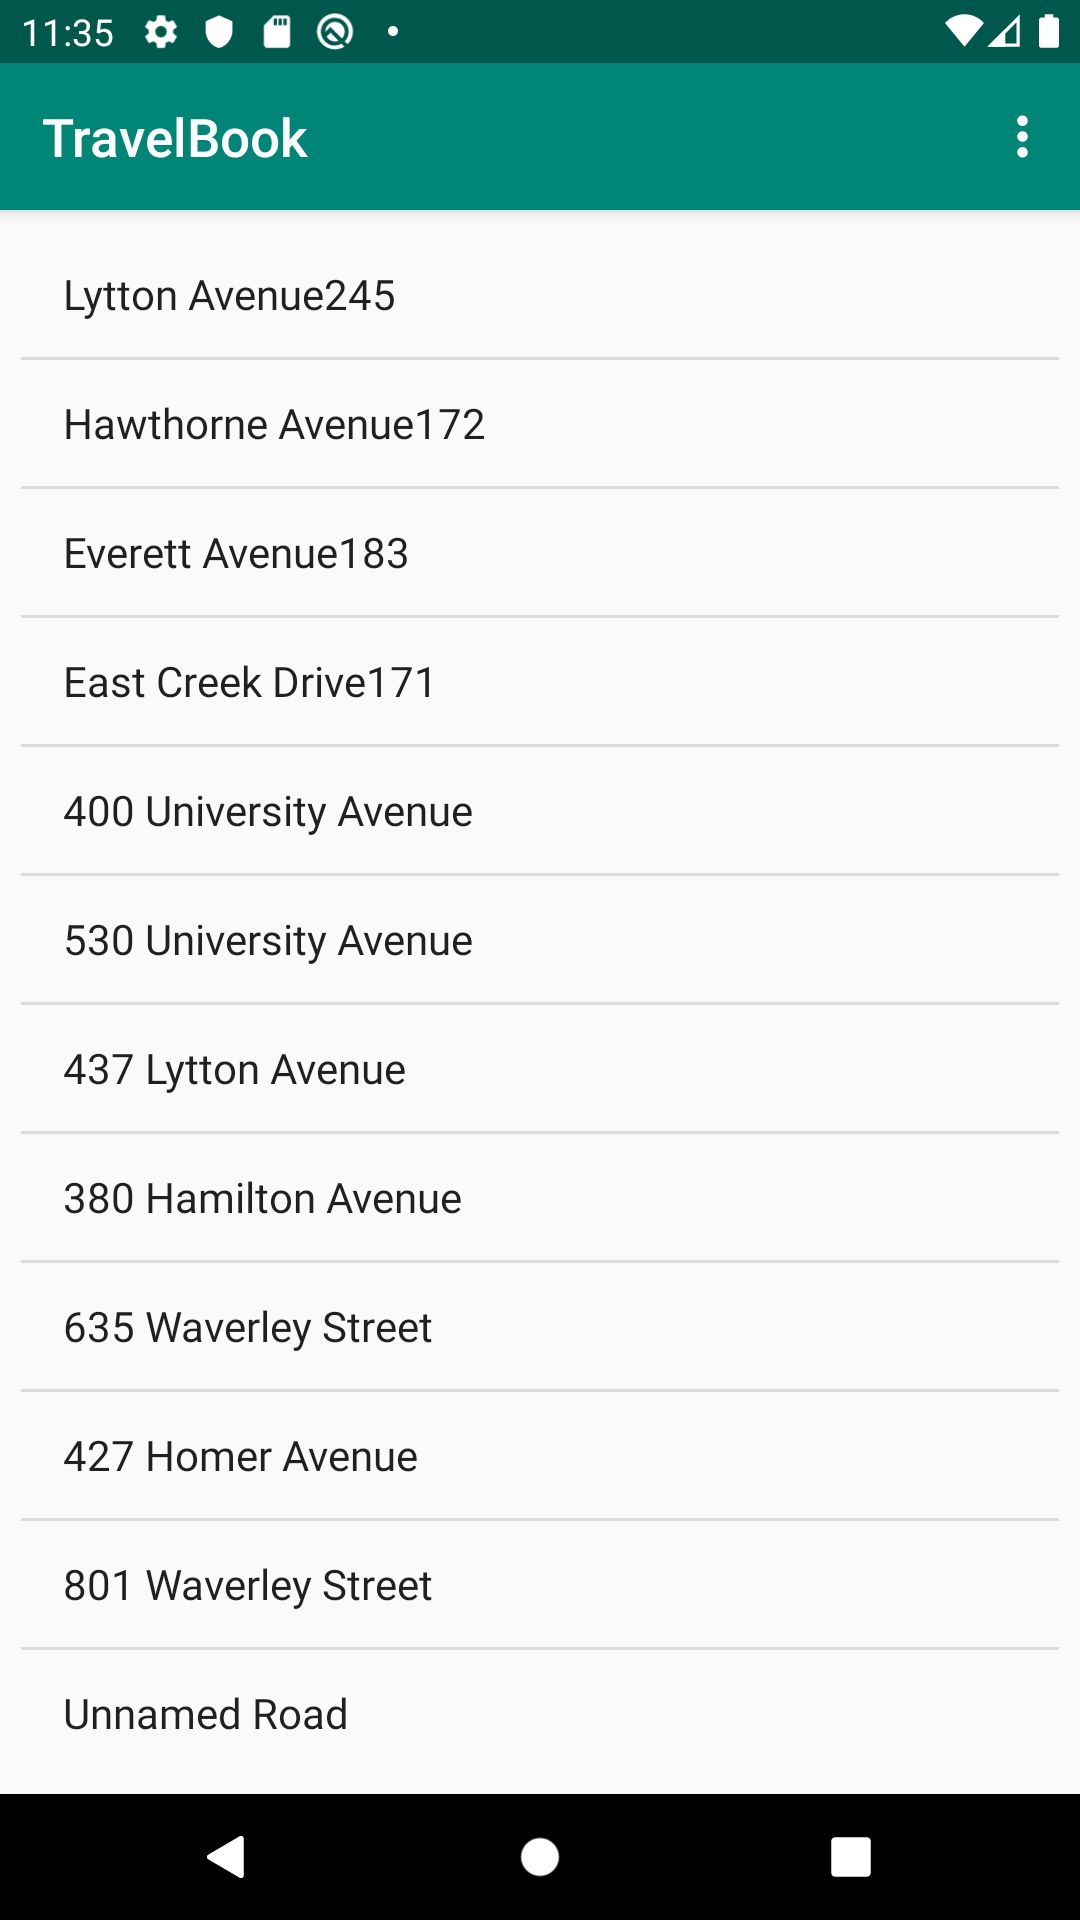 11:35
TravelBook
Lytton Avenue245
Hawthorne Avenue172
Everett Avenue183
East Creek Drive171
400 University Avenue
530 University Avenue
437 Lytton Avenue
380 Hamilton Avenue
635 Waverley Street
427 Homer Avenue
801 Waverley Street
Unnamed Road